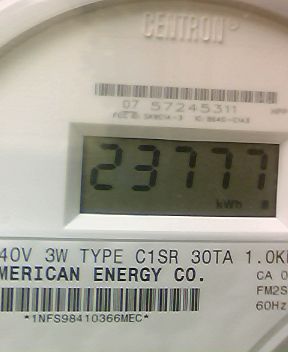 CENTRON®
07 57245311
23777
kWh
40V 3W TYPE C1SR 30TA 1.0K
MERICAN ENERGY CO.
CA 0
FM2S
60Hz
*1NFS98410366MEC*